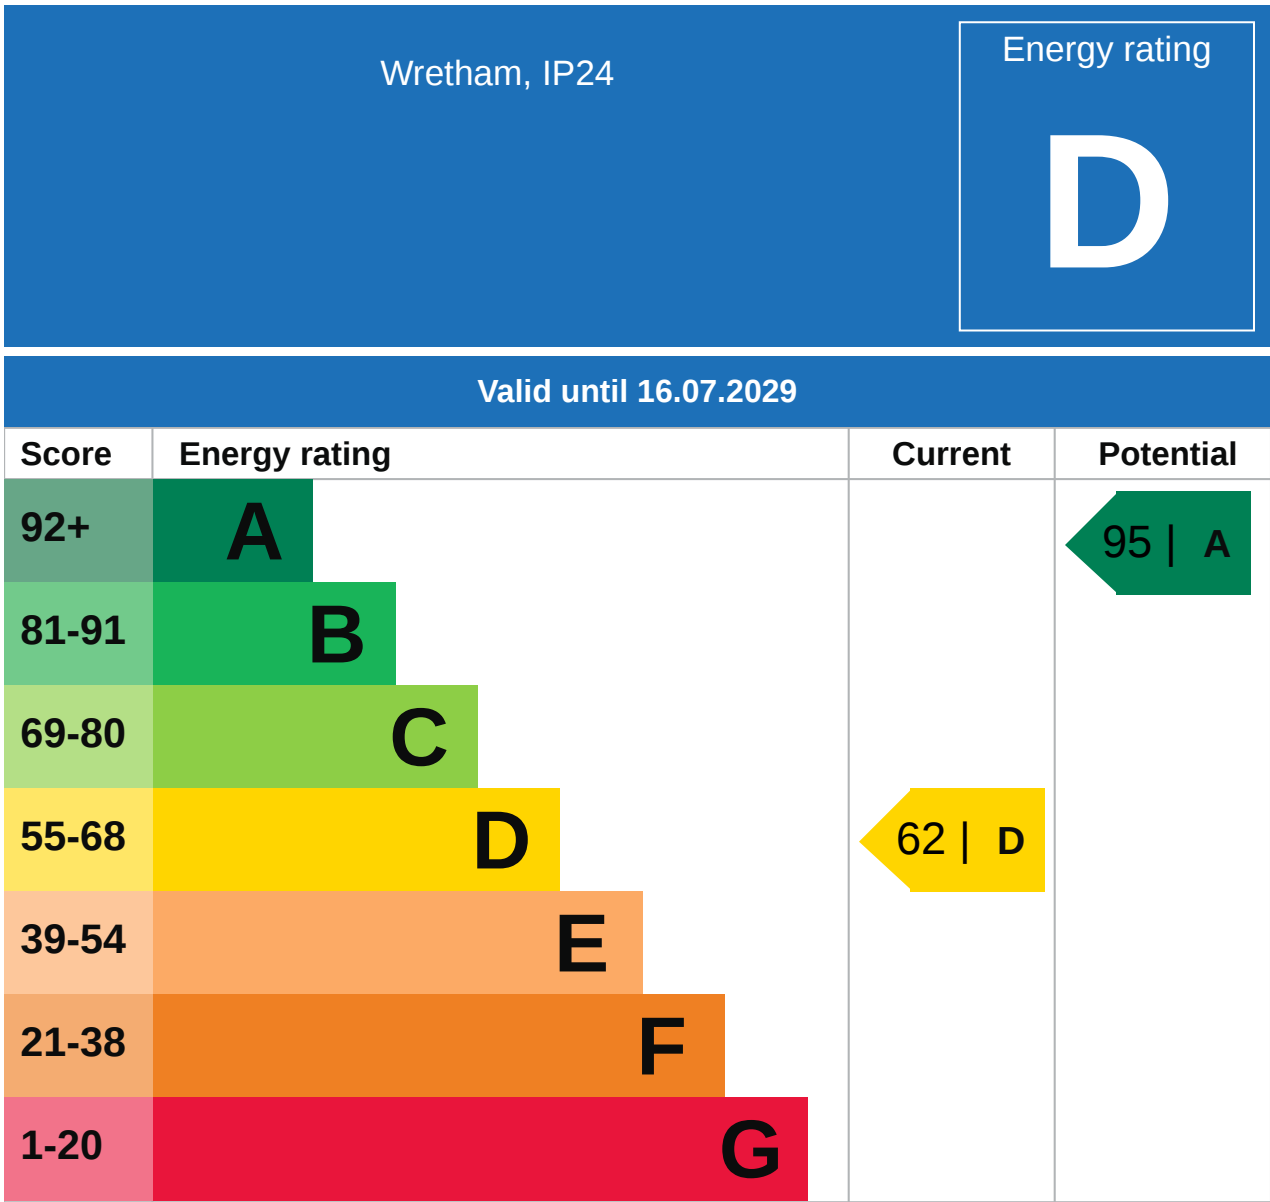 Wretham, IP24
Energy rating
D
Valid until 16.07.2029
Score Energy rating Current Potential
92+ A 95 | A
81-91 B
69-80 C
55-68 D 62 | D
39-54 E
21-38 F
1-20 G